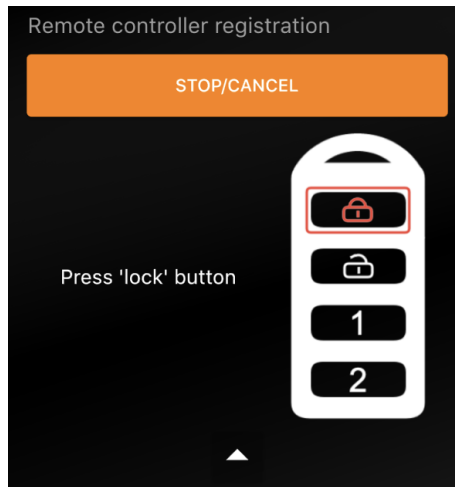 Remote controller registration
STOP/CANCEL
Press 'lock' button
1
2